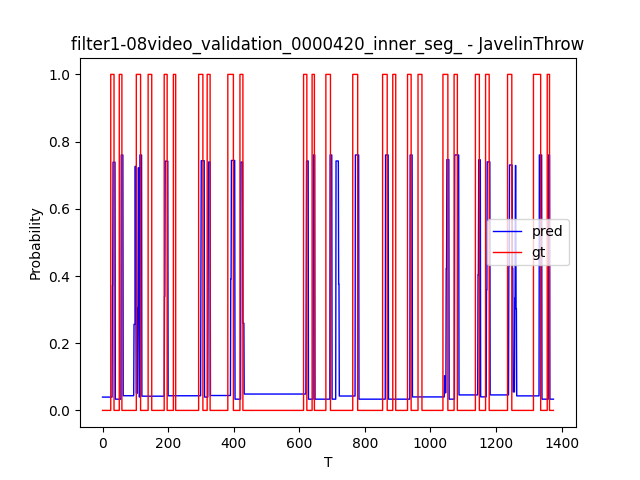 filter1-08video_validation_0000420_inner_seg_ - JavelinThrow
1.0
0.8
0.6
0.4
0.2
0.0
Probability
pred
gt
0 200 400 600 800 1000 1200 1400
T